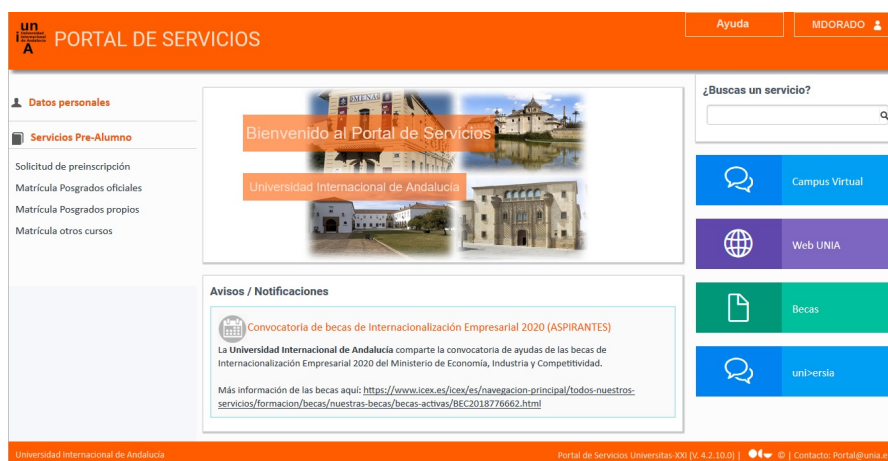 un
Universidad
Internacional
de Andalucía
A
PORTAL DE SERVICIOS
Ayuda
MDORADO
Datos personales
Servicios Pre-Alumno
Solicitud de preinscripción
Matrícula Posgrados oficiales
Matrícula Posgrados propios
Matrícula otros cursos
Bienvenido al Portal de Servicios
Universidad Internacional de Andalucía
Avisos / Notificaciones
Convocatoria de becas de Internacionalización Empresarial 2020 (ASPIRANTES)
La Universidad Internacional de Andalucía comparte la convocatoria de ayudas de las becas de
Internacionalización Empresarial 2020 del Ministerio de Economía, Industria y Competitividad.
Más información de las becas aquí: https://www.icex.es/icex/es/navegacion-principal/todos-nuestros-
servicios/formacion/becas/nuestras-becas/becas-activas/BEC2018776662.html
¿Buscas un servicio?
Campus Virtual
Web UNIA
Becas
uni>ersia
Universidad Internacional de Andalucía
Portal de Servicios Universitas-XXI (V. 4.2.10.0) | © | Contacto: Portal@unia.e